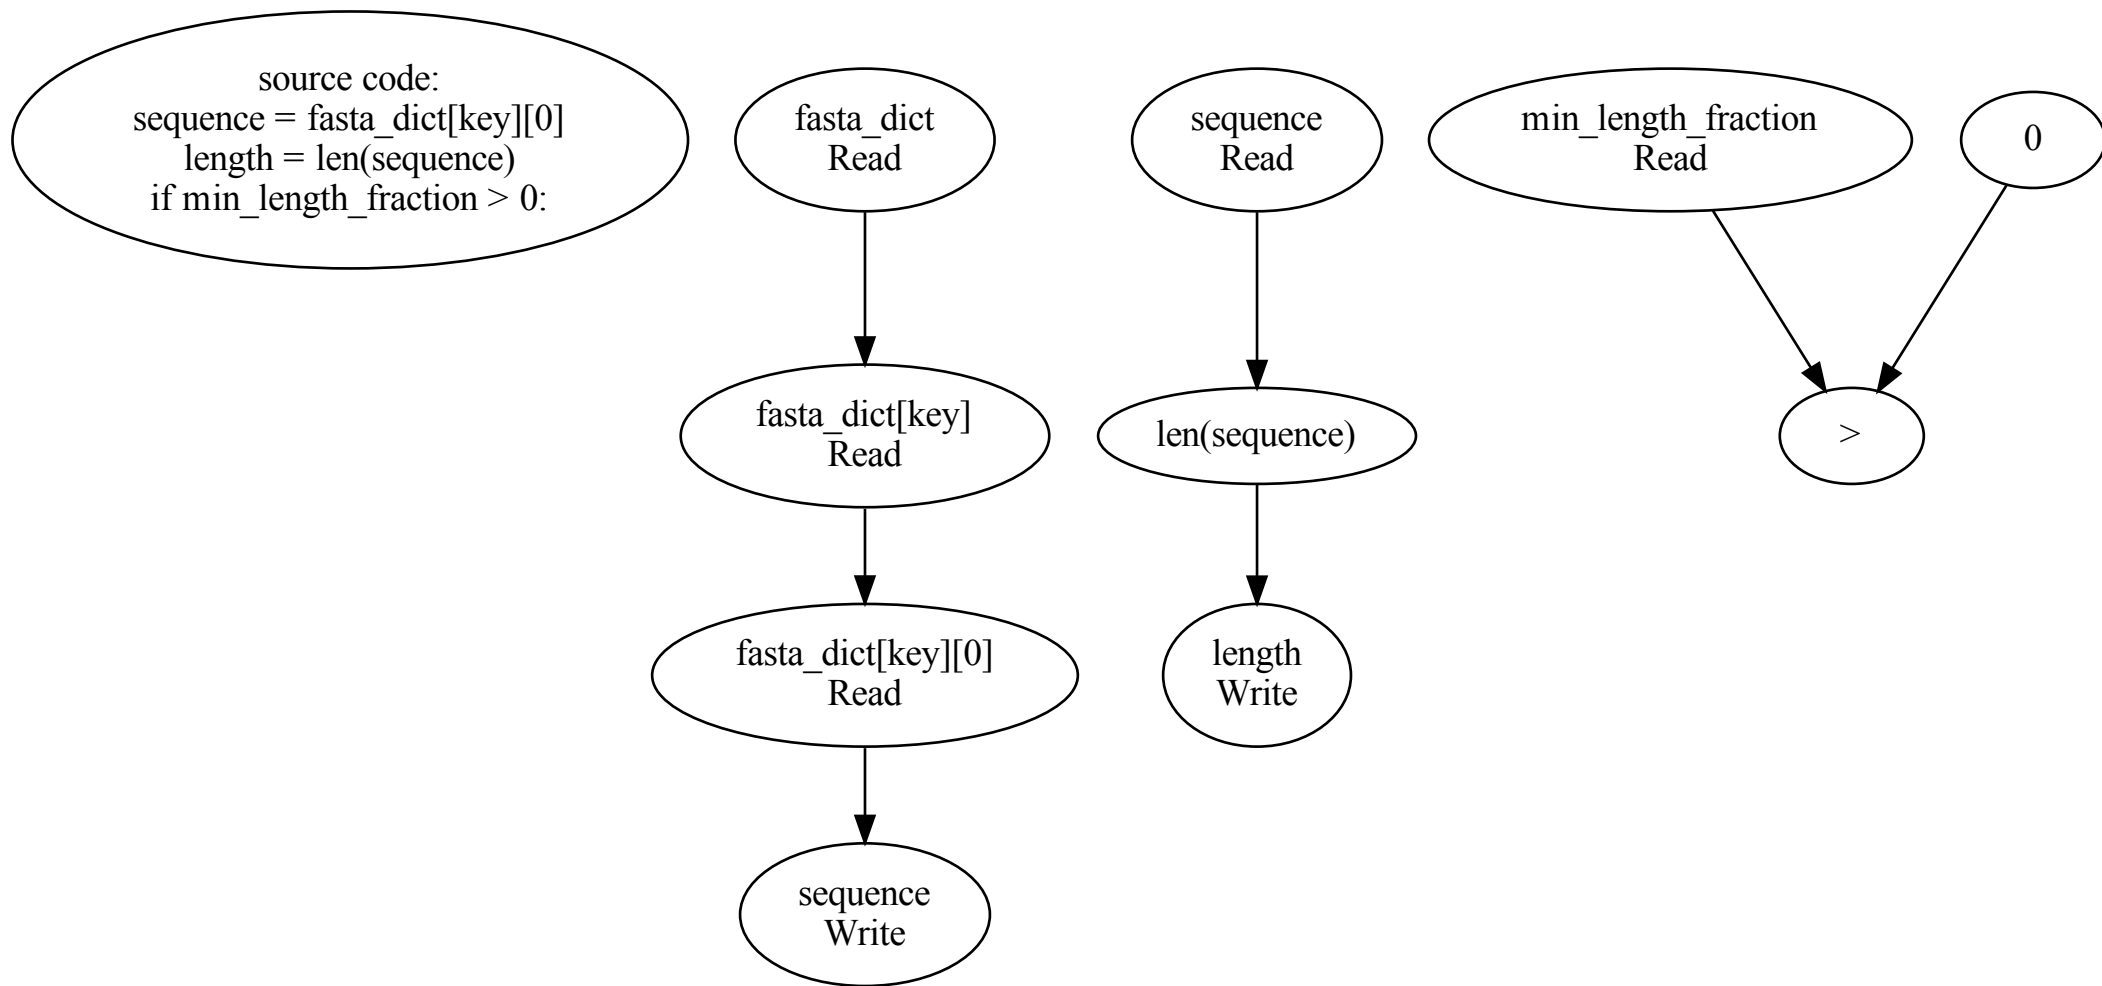 source code:
sequence = fasta_dict[key][0]
length = len(sequence)
if min_length_fraction > 0:
fasta_dict
Read
sequence
Read
min_length_fraction
Read
0
fasta_dict[key]
Read
len(sequence)
>
fasta_dict[key][0]
Read
length
Write
sequence
Write